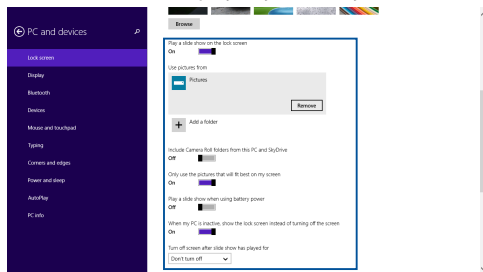 Browse
PC and devices
Play a slide show on the lock screen
On
Lock screen
Use pictures from
Display
Pictures
Bluetooth
Devices
Remove
Mouse and touchpad
Add a folder
Typing
Include Camera Roll folders from this PC and SkyDrive
Off
Corners and edges
Only use the pictures that will fit best on my screen
Power and sleep
On
AutoPlay
Play a slide show when using battery power
Off
PC info
When my PC is inactive, show the lock screen instead of turning off the screen
On
Turn off screen after slide show has played for
Don't turn off